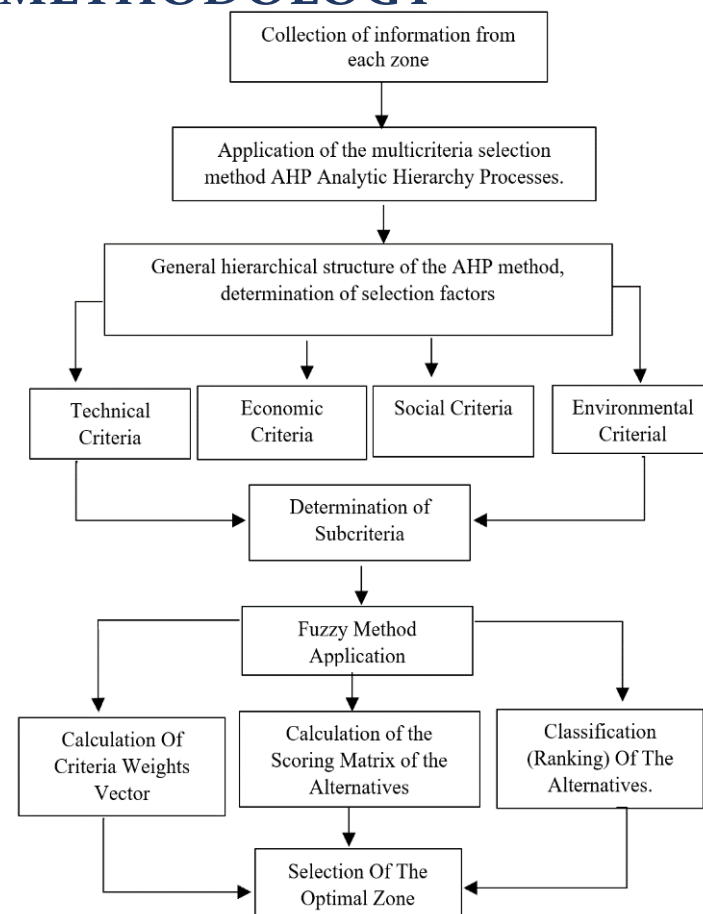 METHODOLOGY
Collection of information from
each zone
Application of the multicriteria selection
method AHP Analytic Hierarchy Processes.
General hierarchical structure of the AHP method,
determination of selection factors
Technical
Criteria
Economic
Criteria
Social Criteria
Environmental
Criterial
Determination of
Subcriteria
Fuzzy Method
Application
Calculation Of
Criteria Weights
Vector
Calculation of the
Scoring Matrix of the
Alternatives
Classification
(Ranking) Of The
Alternatives.
Selection Of The
Optimal Zone